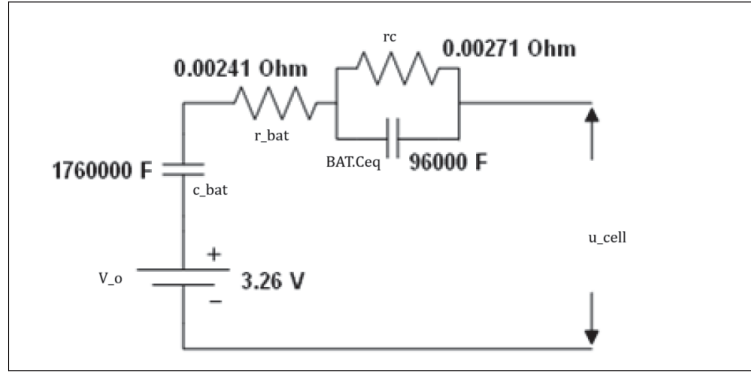 rc
0.00271 Ohm
0.00241 Ohm
r_bat
BAT.Ceq
96000 F
1760000 F
c_bat
u_cell
+
V_o
3.26 V
–